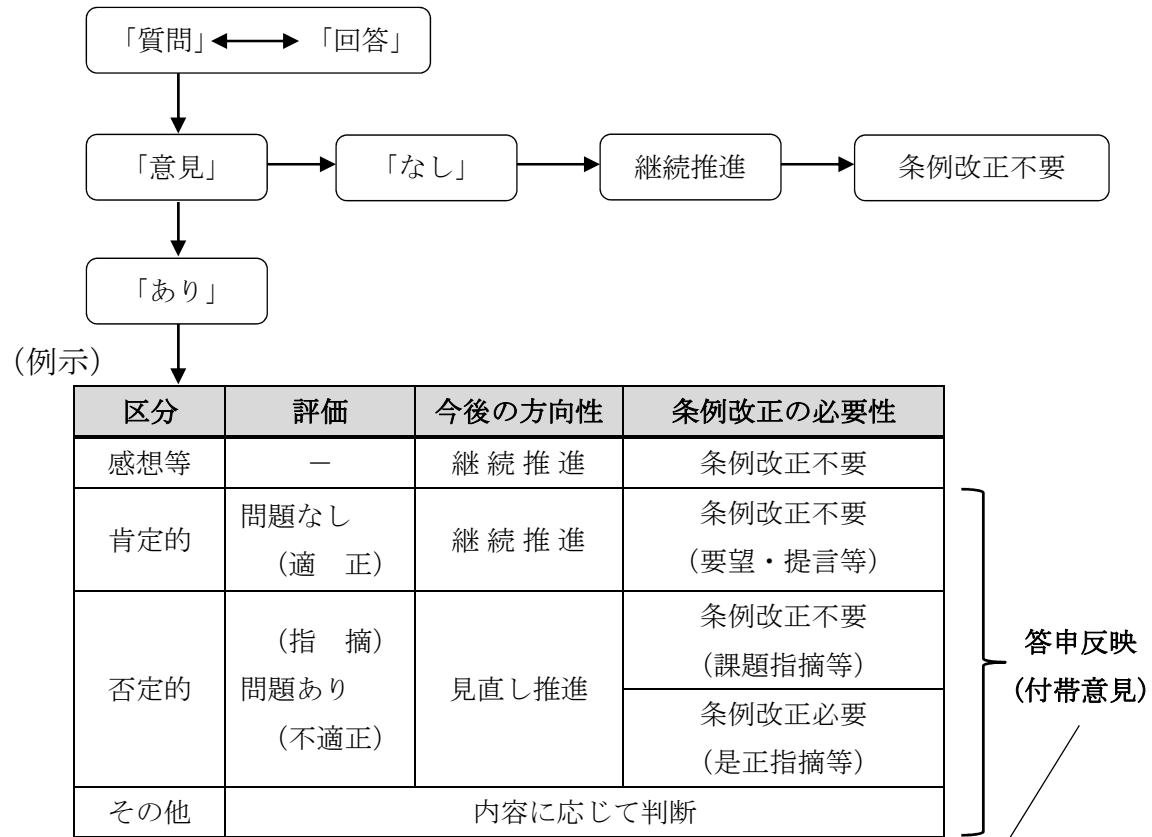 「質問」 「回答」
「意見」 「なし」 継続推進 条例改正不要
「あり」
(例示)
区分 評価 今後の方向性 条例改正の必要性
感想等 － 継 続 推 進 条例改正不要
肯定的 問題なし (適　正) 継 続 推 進 条例改正不要 (要望・提言等)
否定的 (指　摘) 問題あり (不適正) 見直し推進 条例改正不要 (課題指摘等)
条例改正必要 (是正指摘等)
その他 内容に応じて判断
答申反映
(付帯意見)